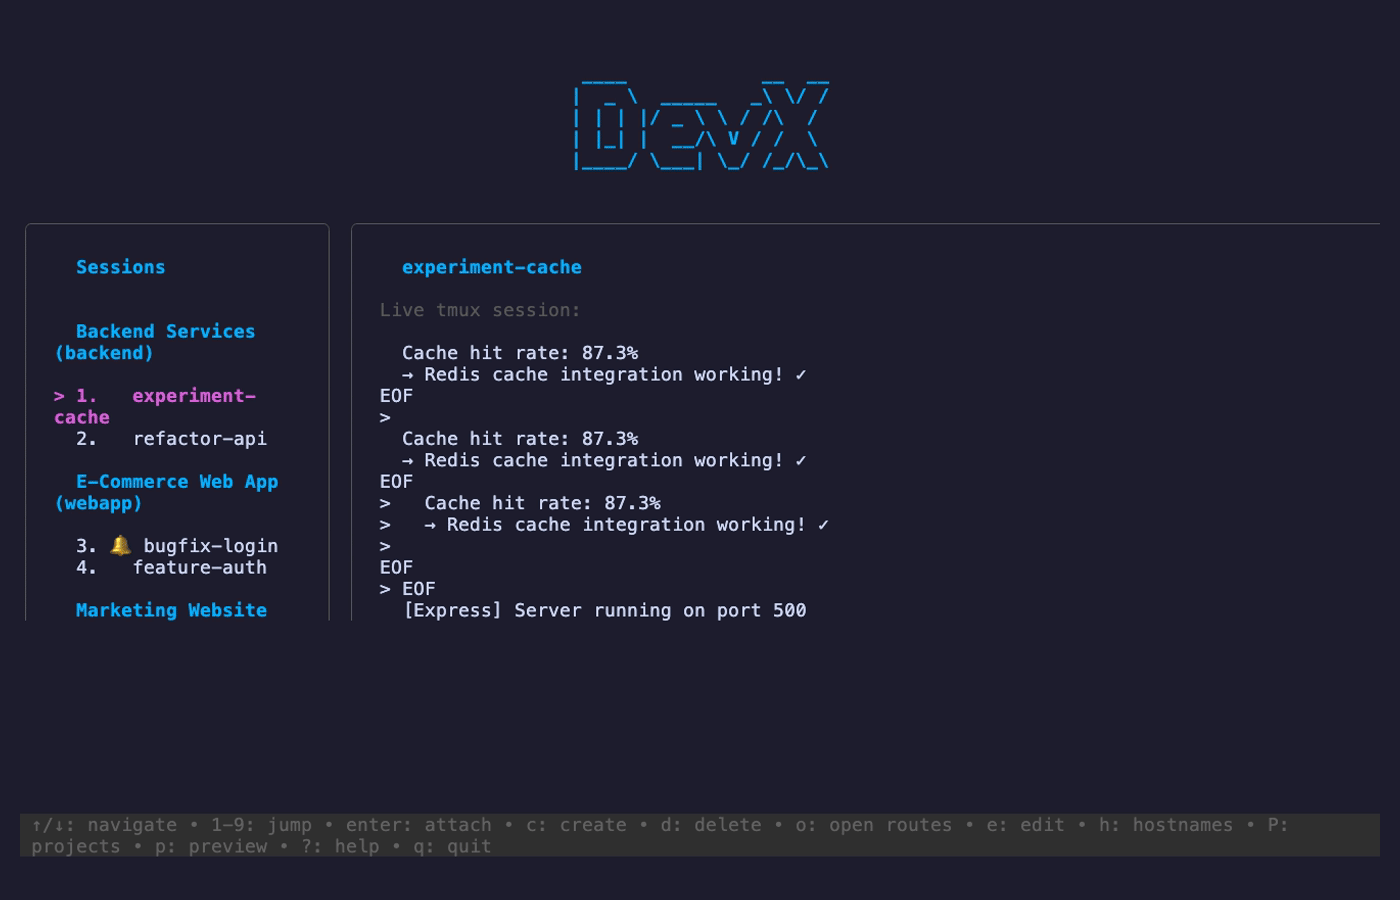 DevX
Sessions
Backend Services
(backend)
> 1.   experiment-
cache
2.   refactor-api
E-Commerce Web App
(webapp)
3. 🔔 bugfix-login
4.   feature-auth
Marketing Website
experiment-cache
Live tmux session:
Cache hit rate: 87.3%
→ Redis cache integration working! ✓
EOF
>
Cache hit rate: 87.3%
→ Redis cache integration working! ✓
EOF
>   Cache hit rate: 87.3%
>   → Redis cache integration working! ✓
>
EOF
> EOF
[Express] Server running on port 500
↑/↓: navigate • 1-9: jump • enter: attach • c: create • d: delete • o: open routes • e: edit • h: hostnames • P:
projects • p: preview • ?: help • q: quit